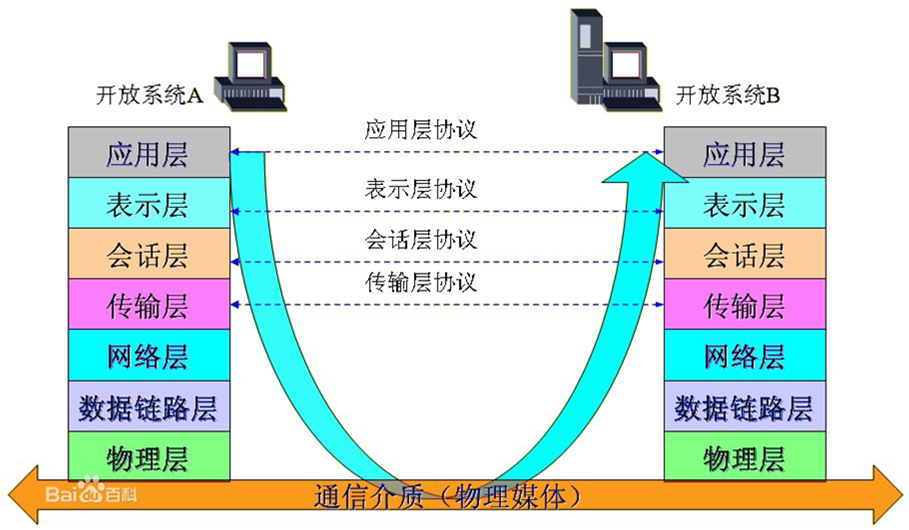 开放系统A
开放系统B
应用层
应用层协议
应用层
表示层
表示层协议
表示层
会话层
会话层协议
会话层
传输层
传输层协议
传输层
网络层
网络层
数据链路层
数据链路层
物理层
物理层
Bai百科
通信介质（物理媒体）